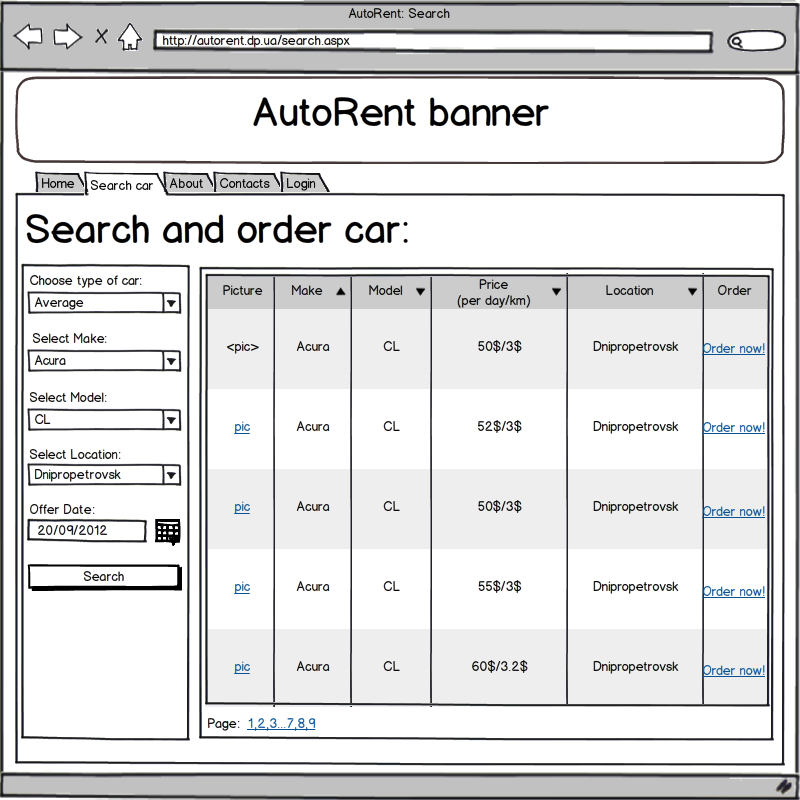 AutoRent: Search
http://autorent.dp.ua/search.aspx
AutoRent banner
Home Search car About Contacts Login
Search and order car:
Choose type of car:
Average
Select Make:
Acura
Select Model:
CL
Select Location:
Dnipropetrovsk
Offer Date:
20/09/2012
Search
Picture Make Model Price (per day/km) Location Order
<pic> Acura CL 50$/3$ Dnipropetrovsk Order now!
pic Acura CL 52$/3$ Dnipropetrovsk Order now!
pic Acura CL 50$/3$ Dnipropetrovsk Order now!
pic Acura CL 55$/3$ Dnipropetrovsk Order now!
pic Acura CL 60$/3.2$ Dnipropetrovsk Order now!
Page: 1,2,3...7,8,9